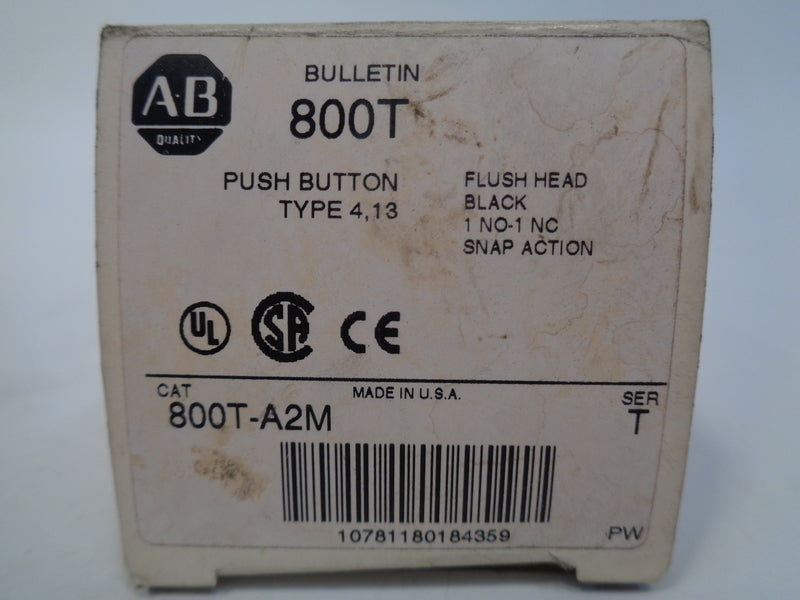 AB
QUALITY
BULLETIN
800T
PUSH BUTTON
TYPE 4,13
FLUSH HEAD
BLACK
1 NO-1 NC
SNAP ACTION
UL
CSA
CE
CAT
800T-A2M
MADE IN U.S.A.
SER
T
10781180184359
PW